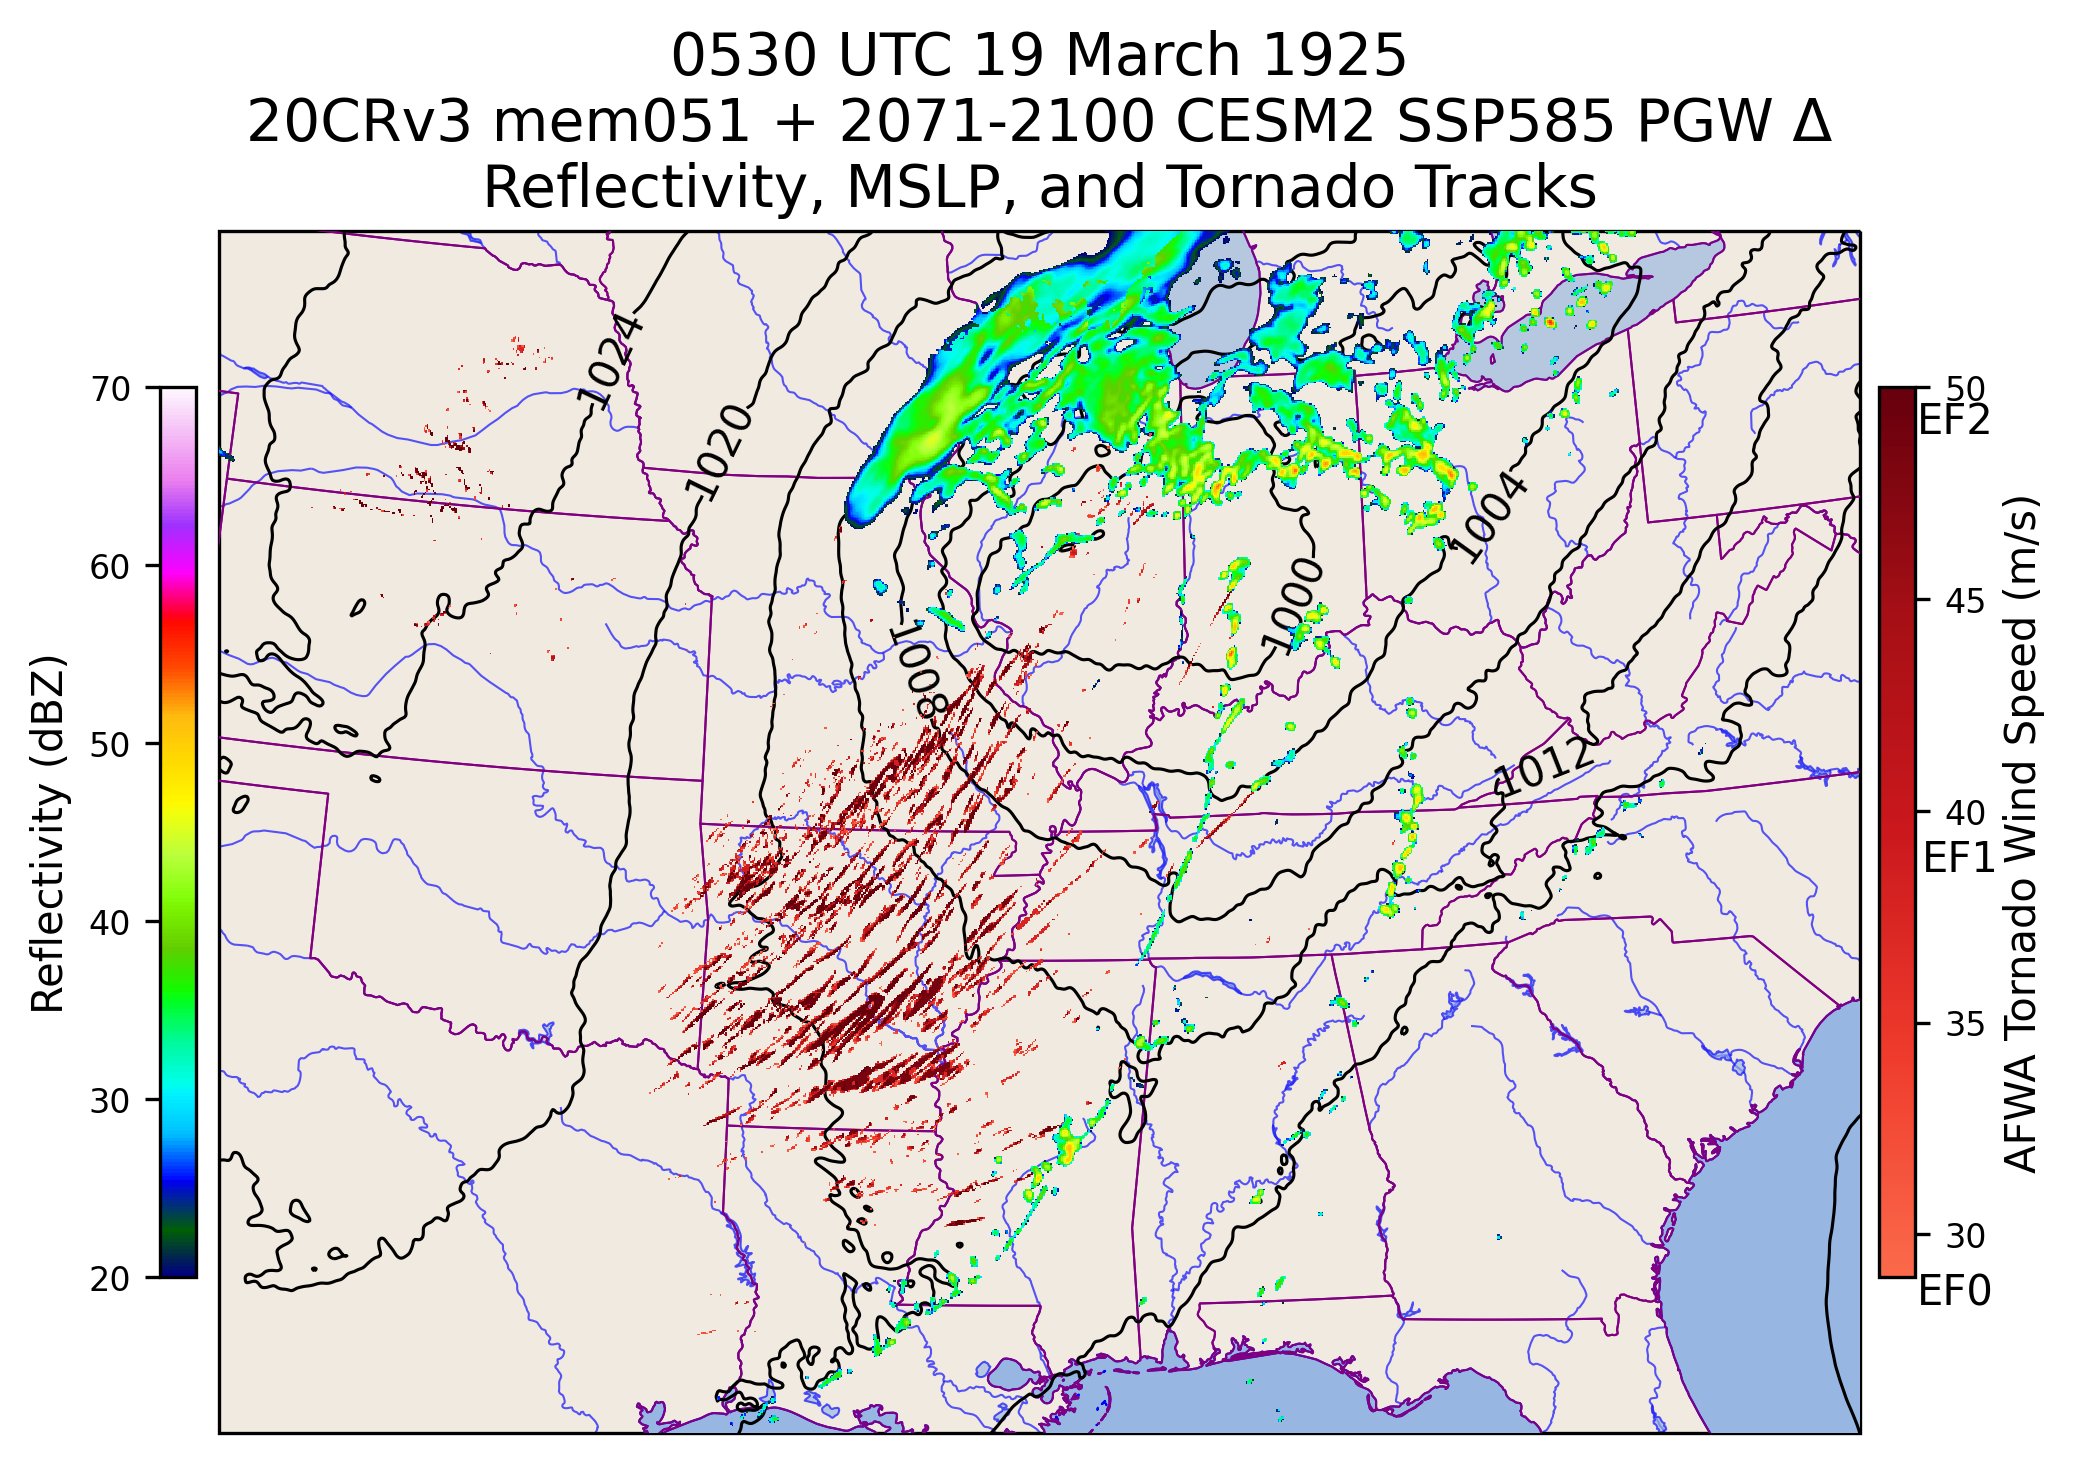 0530 UTC 19 March 1925
20CRv3 mem051 + 2071-2100 CESM2 SSP585 PGW Δ
Reflectivity, MSLP, and Tornado Tracks
Reflectivity (dBZ)
70
60
50
40
30
20
1024
1020
1008
1004
1000
1012
50
EF2
45
40
EF1
35
30
EF0
AFWA Tornado Wind Speed (m/s)